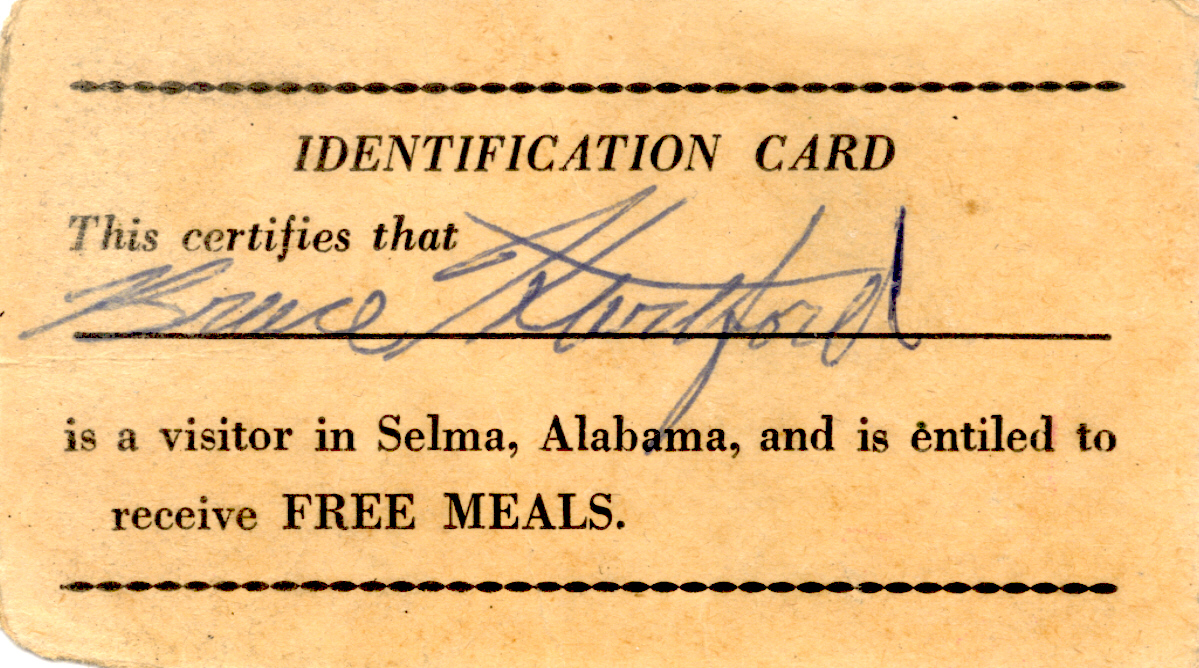 IDENTIFICATION CARD
This certifies that
Bruce Hartford
is a visitor in Selma, Alabama, and is entiled to
receive FREE MEALS.